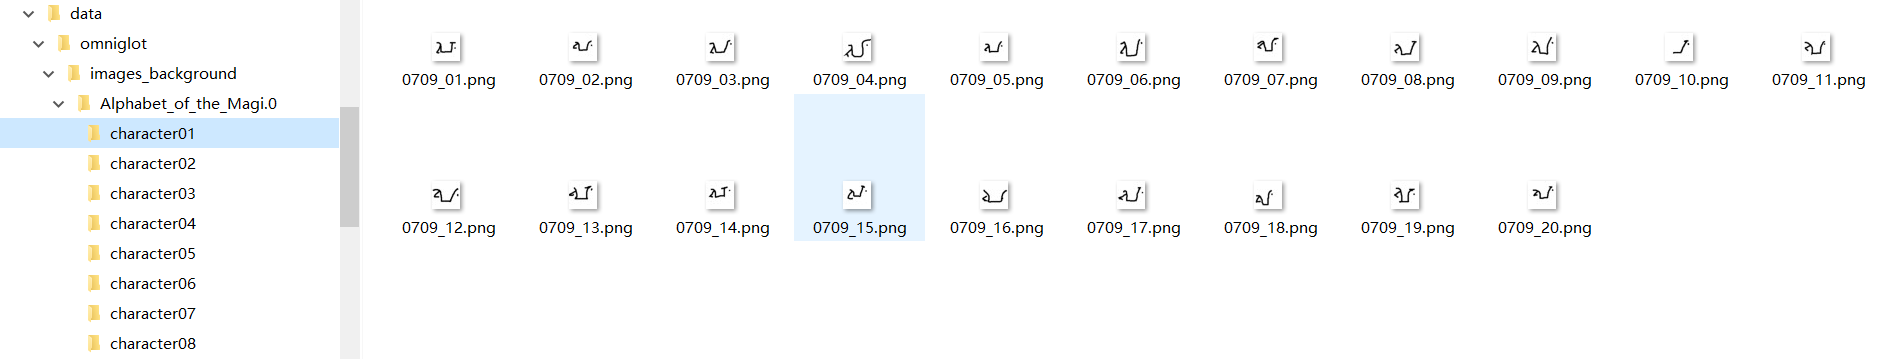 data
omniglot
images_background
Alphabet_of_the_Magi.0
character01
character02
character03
character04
character05
character06
character07
character08
0709_01.png 0709_02.png 0709_03.png 0709_04.png 0709_05.png 0709_06.png 0709_07.png 0709_08.png 0709_09.png 0709_10.png 0709_11.png
0709_12.png 0709_13.png 0709_14.png 0709_15.png 0709_16.png 0709_17.png 0709_18.png 0709_19.png 0709_20.png